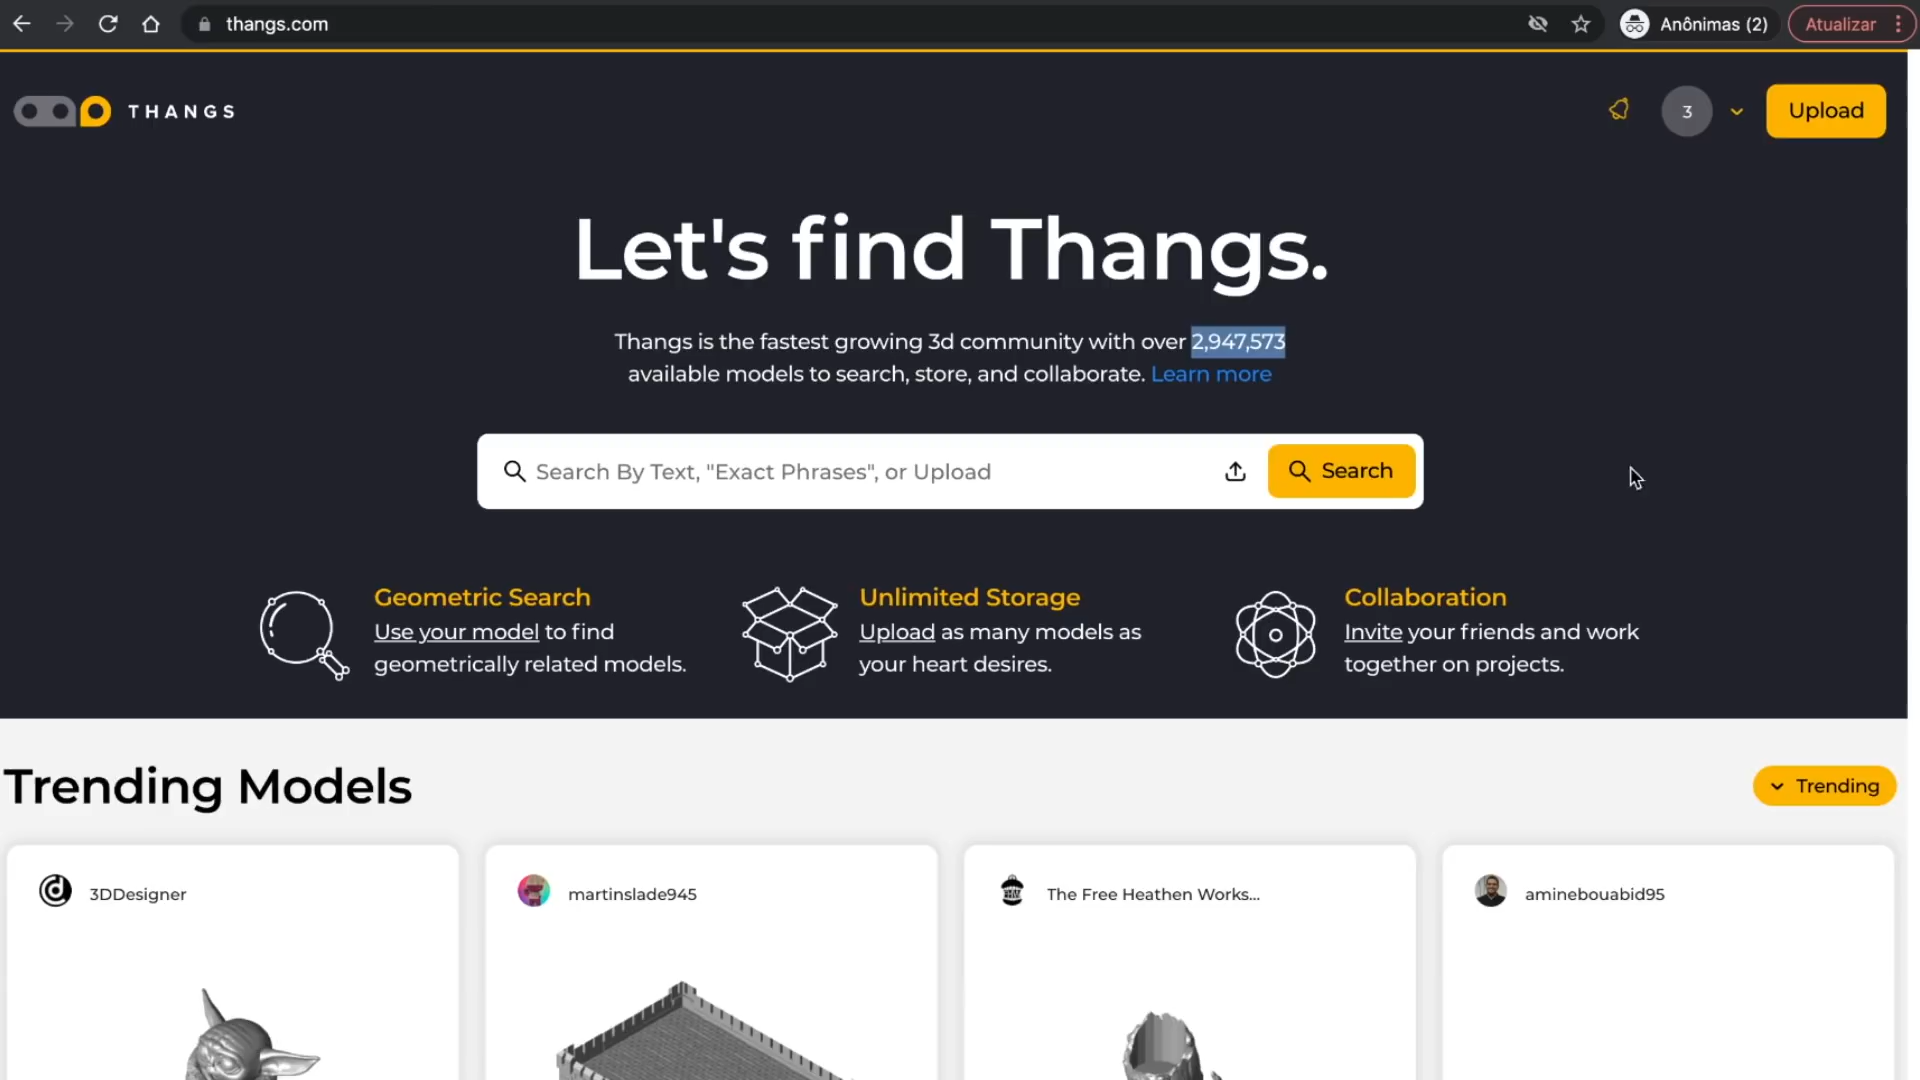 thangs.com
Anônimas (2)
Atualizar
THANGS
3
Upload
Let's find Thangs.
Thangs is the fastest growing 3d community with over 2,947,573
available models to search, store, and collaborate. Learn more
Search By Text, "Exact Phrases", or Upload
Search
Geometric Search
Use your model to find
geometrically related models.
Unlimited Storage
Upload as many models as
your heart desires.
Collaboration
Invite your friends and work
together on projects.
Trending Models
Trending
3DDesigner
martinslade945
The Free Heathen Works...
aminebouabid95